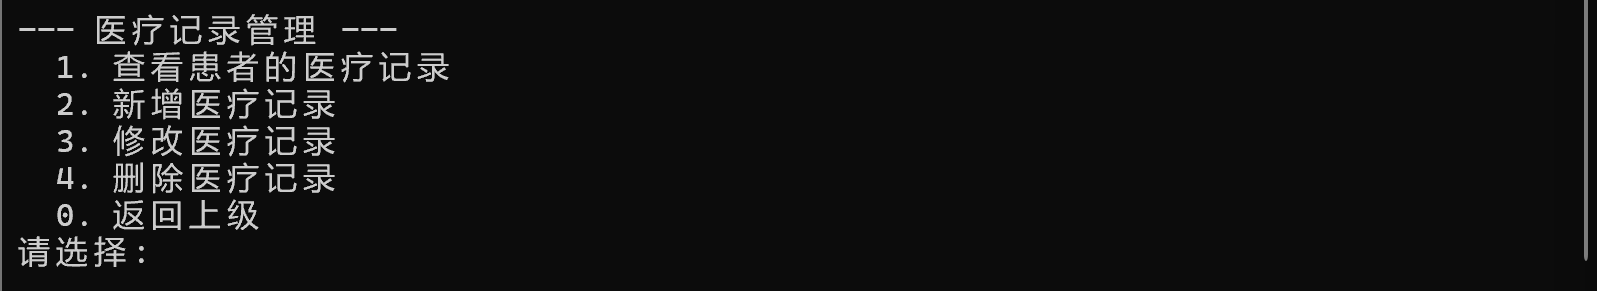 --- 医疗记录管理 ---
1. 查看患者的医疗记录
2. 新增医疗记录
3. 修改医疗记录
4. 删除医疗记录
0. 返回上级
请选择: